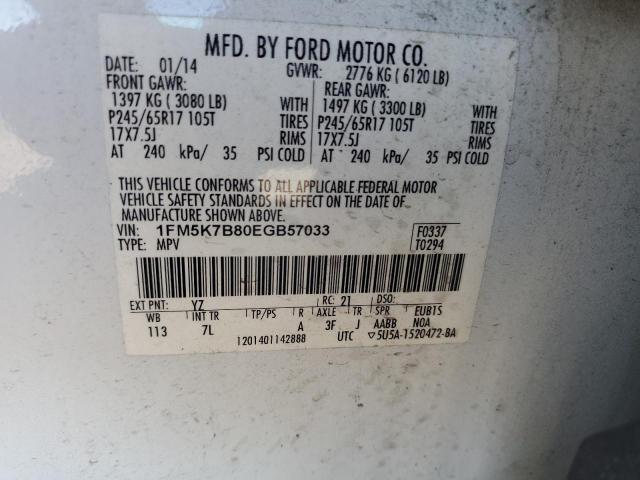 MFD. BY FORD MOTOR CO.
DATE: 01/14 GVWR: 2776 KG ( 6120 LB)
FRONT GAWR: REAR GAWR:
1397 KG ( 3080 LB) WITH 1497 KG ( 3300 LB) WITH
P245/65R17 105T TIRES P245/65R17 105T TIRES
17X7.5J RIMS 17X7.5J RIMS
AT 240 kPa/ 35 PSI COLD AT 240 kPa/ 35 PSI COLD
THIS VEHICLE CONFORMS TO ALL APPLICABLE FEDERAL MOTOR
VEHICLE SAFETY STANDARDS IN EFFECT ON THE DATE OF
MANUFACTURE SHOWN ABOVE.
VIN: 1FM5K7B80EGB57033 F0337
TYPE: MPV T0294
EXT PNT: YZ RC: 21 DSO:
WB INT TR TP/PS R AXLE TR SPR EUB1S
113 7L A 3F J AABB N0A
1201401142888 UTC ▽5U5A-1520472-BA